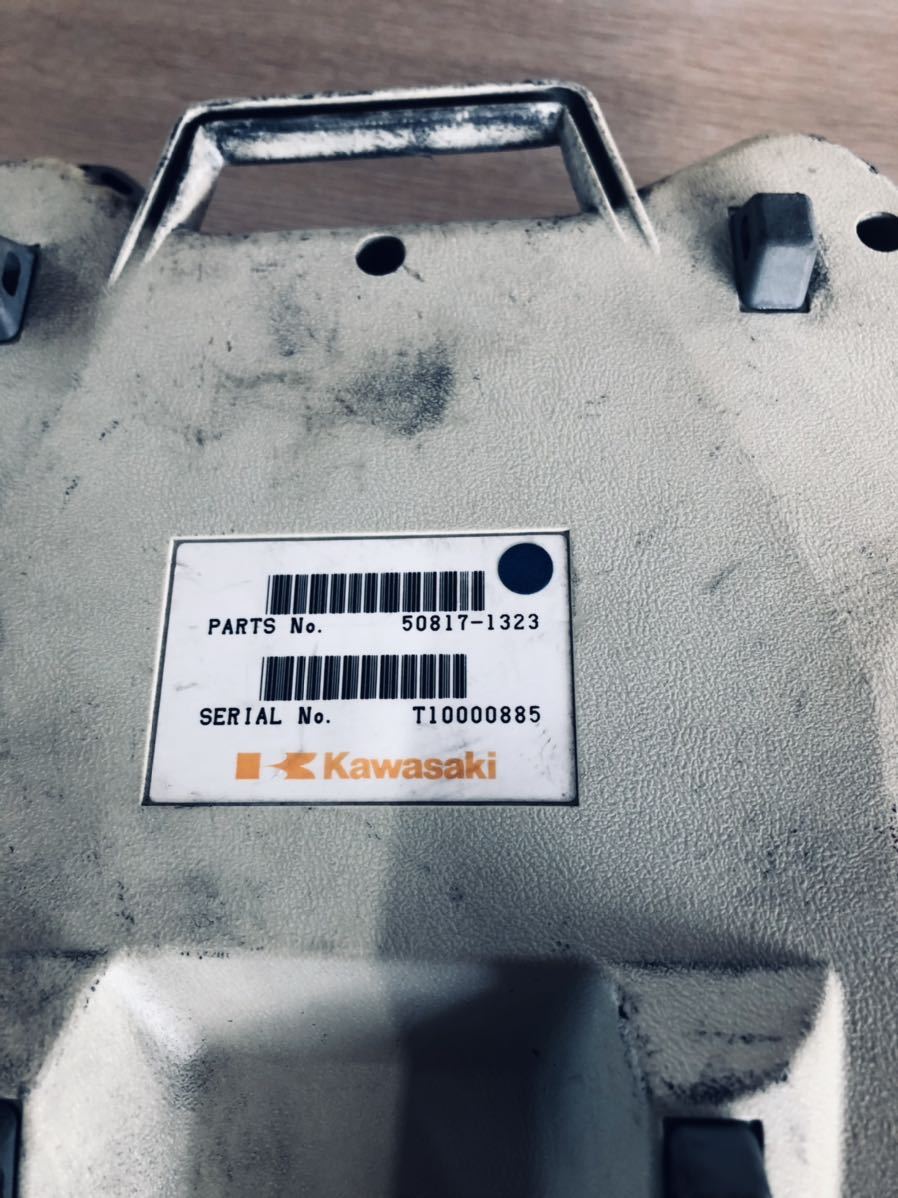 PARTS No. 50817-1323
SERIAL No. T10000885
Kawasaki